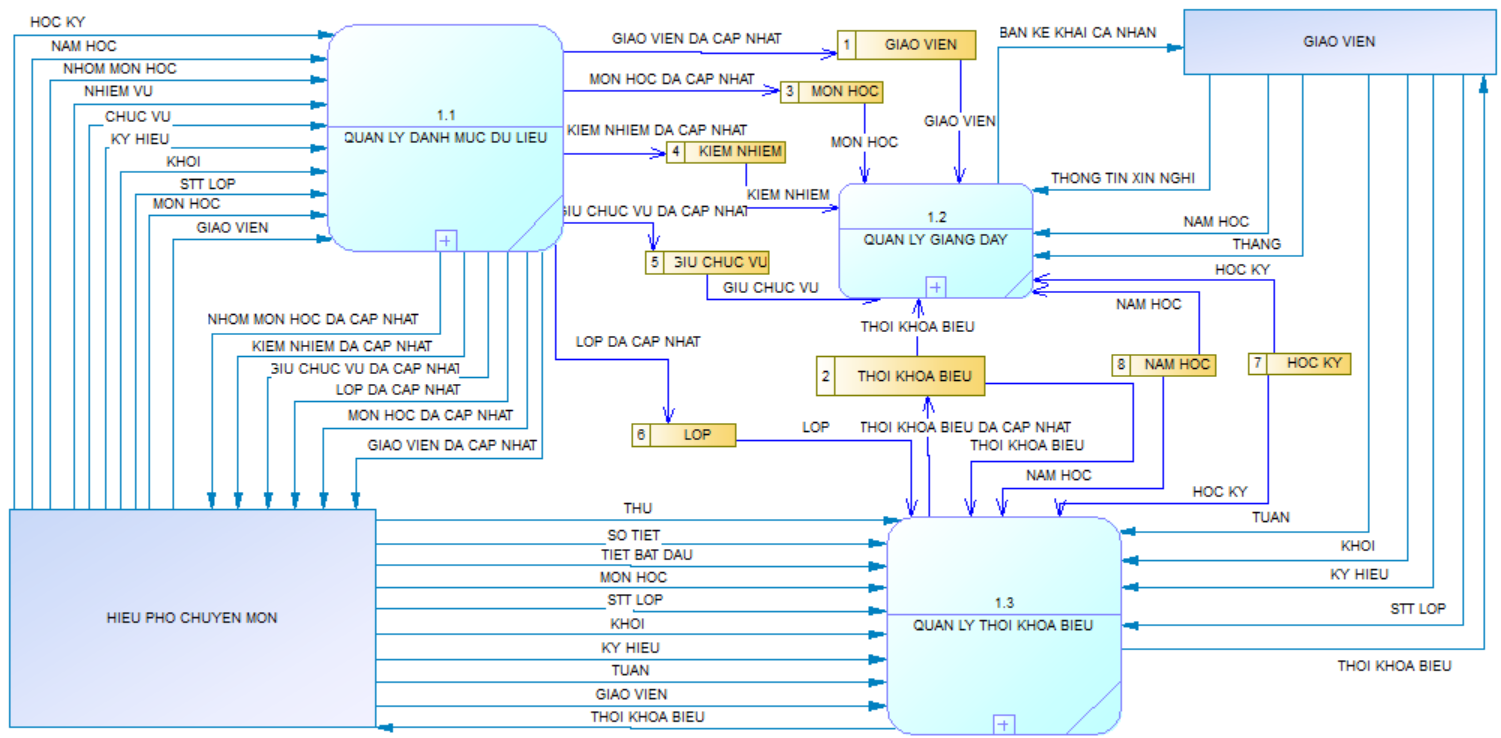 HOC KY
NAM HOC
NHOM MON HOC
NHIEM VU
CHUC VU
KY HIEU
KHOI
STT LOP
MON HOC
GIAO VIEN
1.1
QUAN LY DANH MUC DU LIEU
GIAO VIEN DA CAP NHAT
1 GIAO VIEN
MON HOC DA CAP NHAT
3 MON HOC
KIEM NHIEM DA CAP NHAT
4 KIEM NHIEM
GIU CHUC VU DA CAP NHAT
5 GIU CHUC VU
GIAO VIEN
MON HOC
KIEM NHIEM
GIU CHUC VU
BAN KE KHAI CA NHAN
GIAO VIEN
THONG TIN XIN NGHI
1.2
QUAN LY GIANG DAY
NAM HOC
THANG
HOC KY
NAM HOC
THOI KHOA BIEU
2 THOI KHOA BIEU
8 NAM HOC
7 HOC KY
NHOM MON HOC DA CAP NHAT
KIEM NHIEM DA CAP NHAT
GIU CHUC VU DA CAP NHAT
LOP DA CAP NHAT
MON HOC DA CAP NHAT
GIAO VIEN DA CAP NHAT
LOP DA CAP NHAT
6 LOP
LOP
THOI KHOA BIEU DA CAP NHAT
THOI KHOA BIEU
NAM HOC
HOC KY
HIEU PHO CHUYEN MON
THU
SO TIET
TIET BAT DAU
MON HOC
STT LOP
KHOI
KY HIEU
TUAN
GIAO VIEN
THOI KHOA BIEU
1.3
QUAN LY THOI KHOA BIEU
TUAN
KHOI
KY HIEU
STT LOP
THOI KHOA BIEU